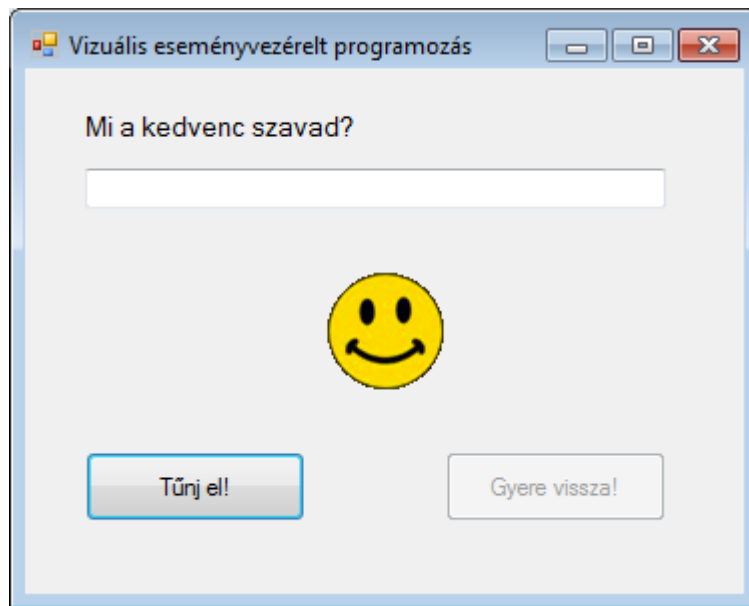 Vizuális eseményvezérelt programozás
Mi a kedvenc szavad?
Tűnj el!
Gyere vissza!